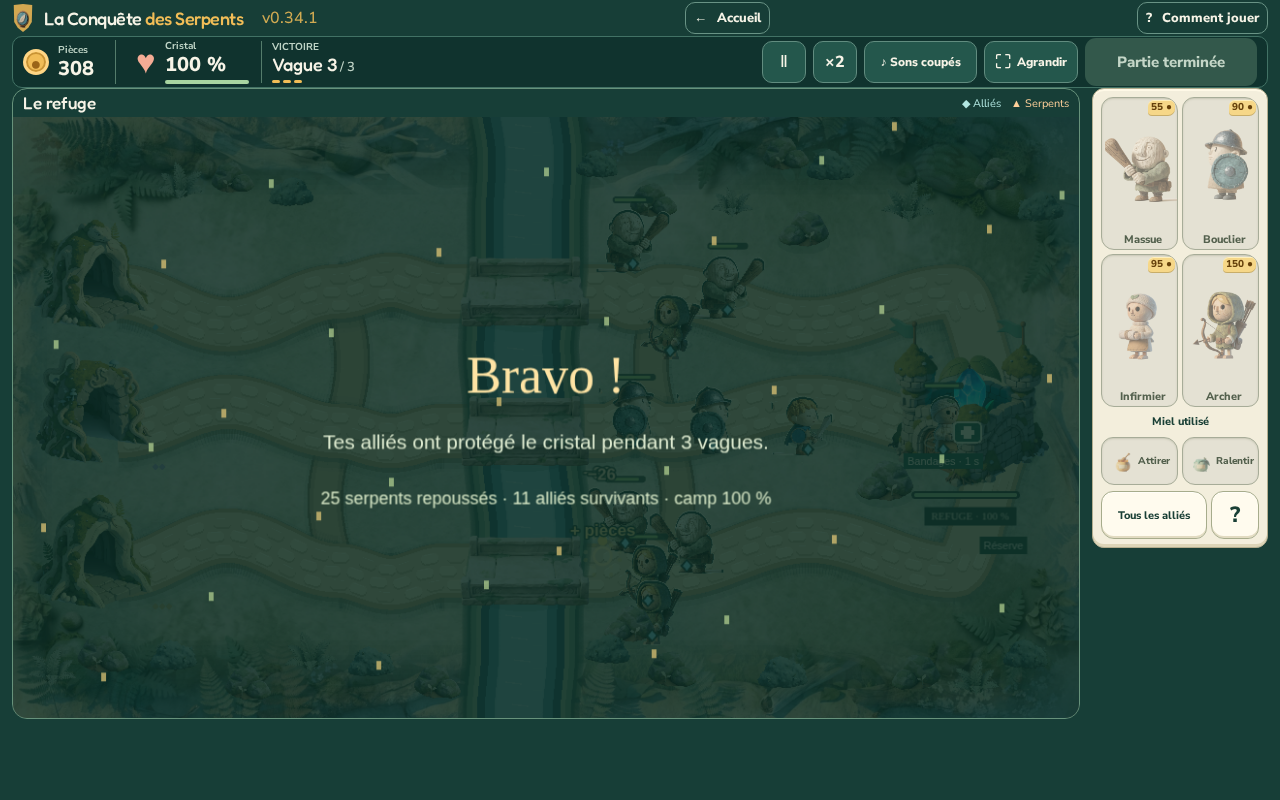 La Conquête des Serpents v0.34.1
← Accueil
? Comment jouer
Pièces
308
Cristal
100 %
VICTOIRE
Vague 3 / 3
×2
♪ Sons coupés
Agrandir
Partie terminée
Le refuge
◆ Alliés ▲ Serpents
Bravo !
Tes alliés ont protégé le cristal pendant 3 vagues.
25 serpents repoussés · 11 alliés survivants · camp 100 %
+ pièces
Bandages · 1 s
REFUGE · 100 %
Réserve
55
Massue
90
Bouclier
95
Infirmier
150
Archer
Miel utilisé
Attirer
Ralentir
Tous les alliés
?